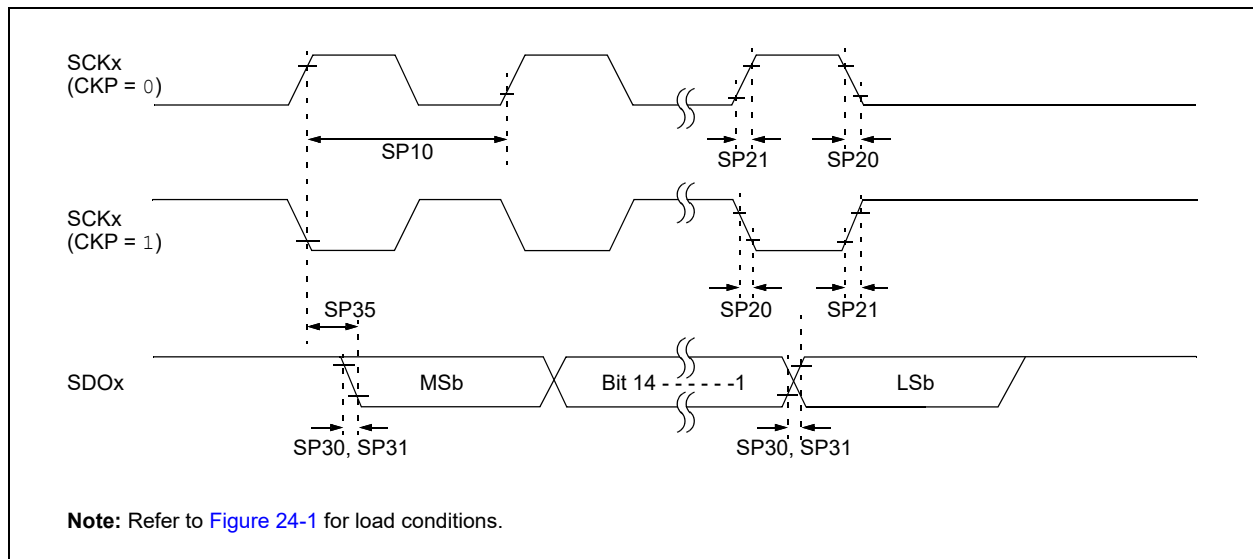 SCKx
(CKP = 0)
SP10
SP21
SP20
SCKx
(CKP = 1)
SP35
SP20
SP21
SDOx
MSb
Bit 14 - - - - - - -1
LSb
SP30, SP31
SP30, SP31
Note: Refer to Figure 24-1 for load conditions.